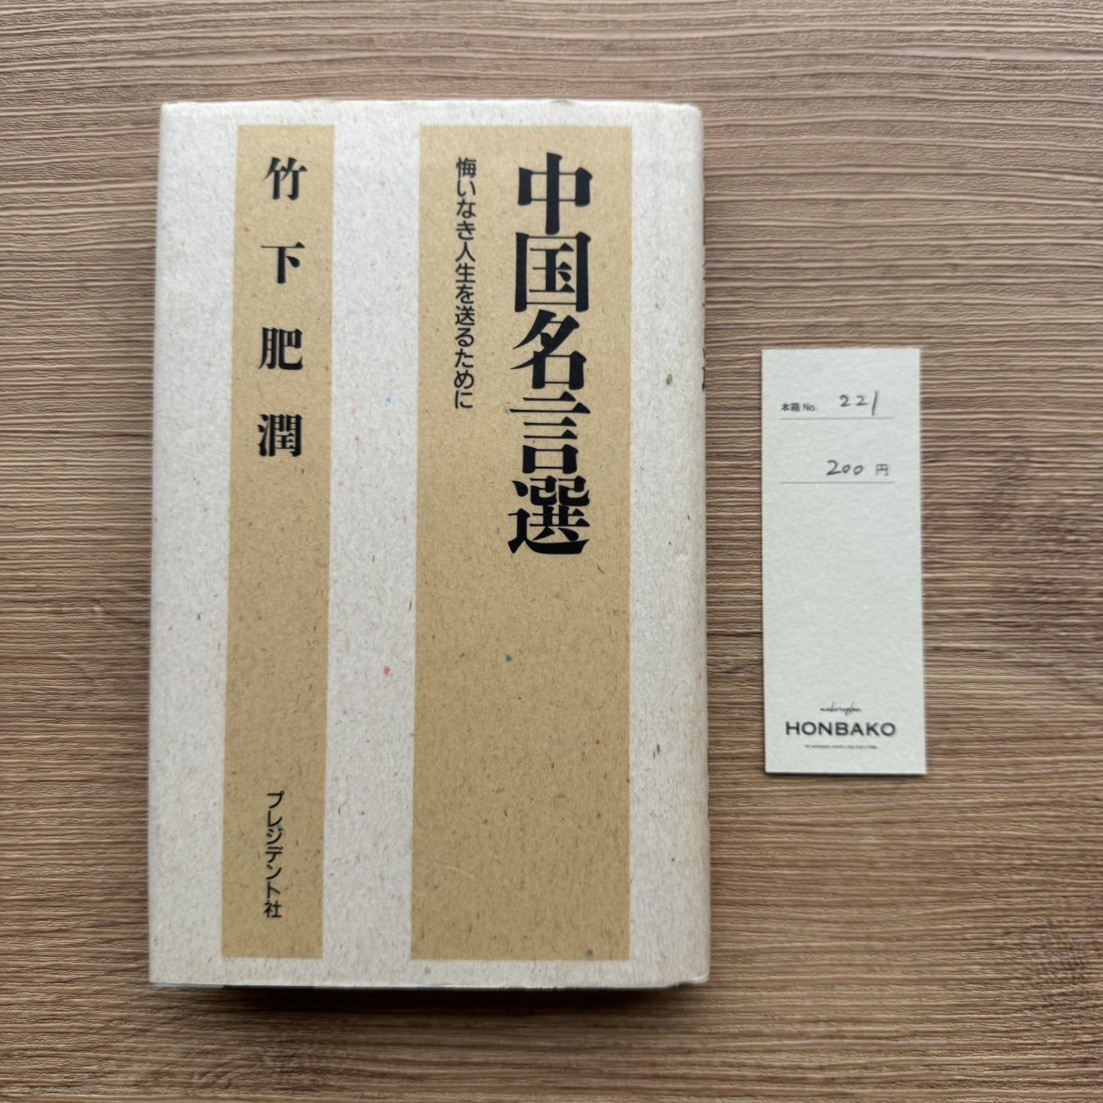 中国名言選
悔いなき人生を送るために
竹下肥潤
プレジデント社
本箱 No. 221
200 円
HONBAKO